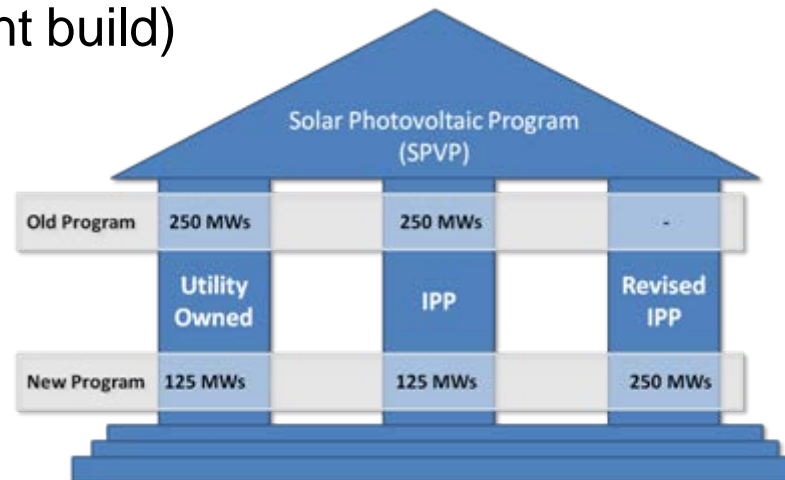 nt build)
Solar Photovoltaic Program
(SPVP)
Old Program 250 MWs 250 MWs -
Utility Owned IPP Revised IPP
New Program 125 MWs 125 MWs 250 MWs